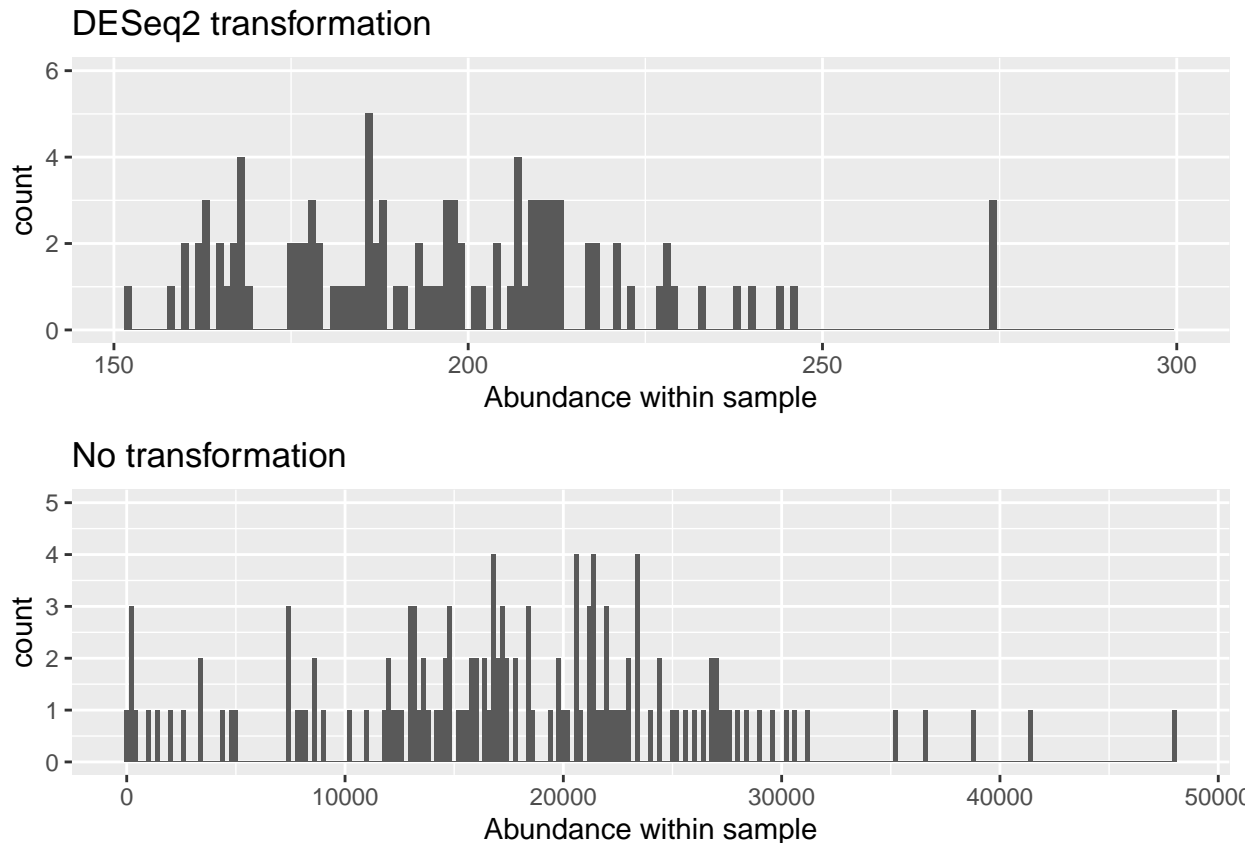 DESeq2 transformation
6
4
2
0
count
150 200 250 300
Abundance within sample
No transformation
5
4
3
2
1
0
count
0 10000 20000 30000 40000 50000
Abundance within sample